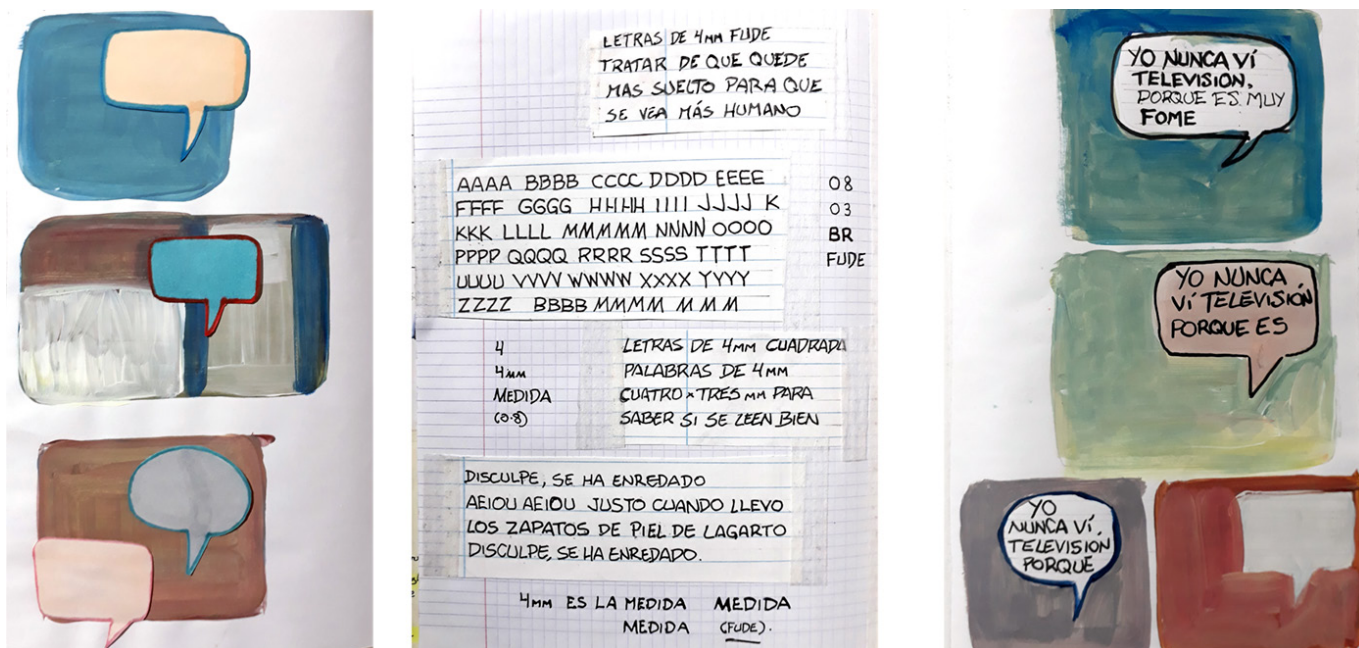 LETRAS DE 4MM FUDE
TRATAR DE QUE QUEDE
MAS SUELTO PARA QUE
SE VEA MÁS HUMANO
AAAA BBBB CCCC DDDD EEEE
FFFF GGGG HHHH IIII JJJJ K
KKK LLLL MMMMM NNNN OOOO
PPPP QQQQ RRRR SSSS TTTT
UUUU VVVV WWWW XXXX YYYY
ZZZZ BBBB MMMM M M M
08
03
BR
FUDE
4
4MM
MEDIDA
(0.8)
LETRAS DE 4MM CUADRADA
PALABRAS DE 4MM
CUATRO × TRES MM PARA
SABER SI SE LEEN BIEN
DISCULPE, SE HA ENREDADO
AEIOU AEIOU JUSTO CUANDO LLEVO
LOS ZAPATOS DE PIEL DE LAGARTO
DISCULPE, SE HA ENREDADO.
4MM ES LA MEDIDA MEDIDA
MEDIDA (FUDE).
YO NUNCA VÍ
TELEVISION,
PORQUE ES MUY
FOME
YO NUNCA
VÍ TELEVISIÓN
PORQUE ES
YO
NUNCA VÍ,
TELEVISION
PORQUE